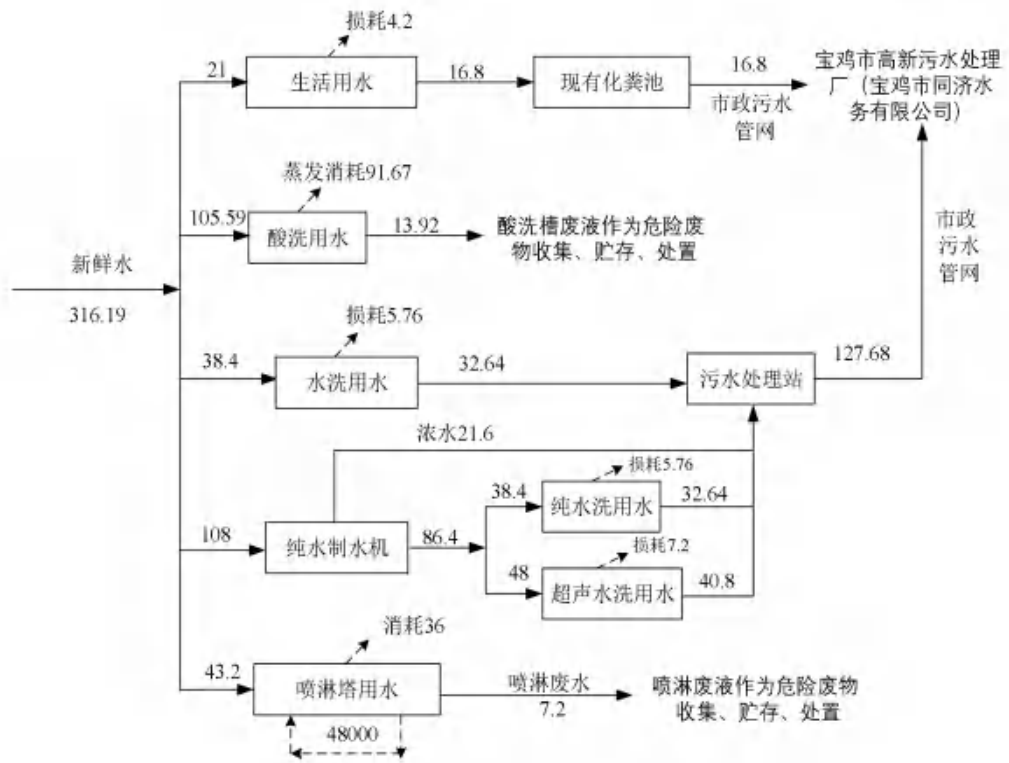 损耗4.2
21
生活用水
16.8
现有化粪池
16.8
市政污水
管网
宝鸡市高新污水处理
厂（宝鸡市同济水
务有限公司）
蒸发消耗91.67
105.59
酸洗用水
13.92
酸洗槽废液作为危险废
物收集、贮存、处置
市政
污水
管网
新鲜水
316.19
损耗5.76
38.4
水洗用水
32.64
污水处理站
127.68
浓水21.6
损耗5.76
38.4
纯水洗用水
32.64
108
纯水制水机
86.4
损耗7.2
48
超声水洗用水
40.8
消耗36
43.2
喷淋塔用水
喷淋废水
7.2
喷淋废液作为危险废物
收集、贮存、处置
48000